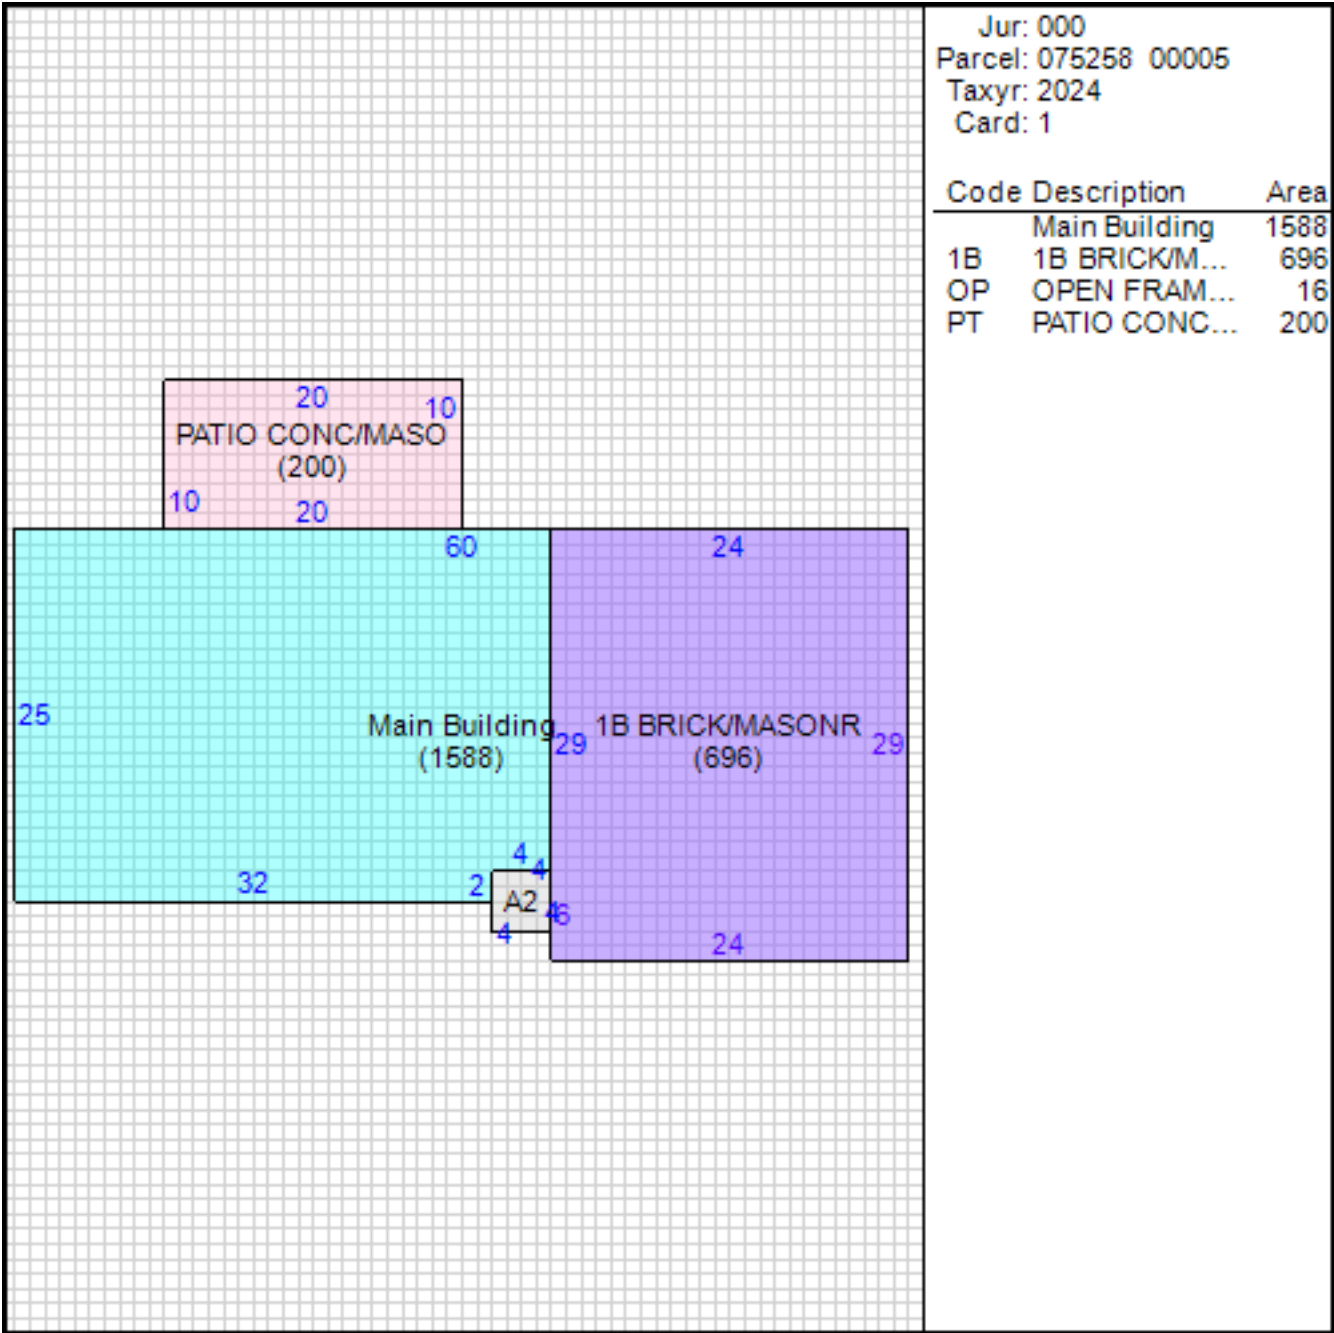 Jur: 000
Parcel: 075258 00005
Taxyr: 2024
Card: 1
Code Description Area
Main Building 1588
1B 1B BRICK/M... 696
OP OPEN FRAM... 16
PT PATIO CONC... 200
20
10
PATIO CONC/MASO
(200)
10
20
60
24
25
Main Building
(1588)
29
1B BRICK/MASONR
(696)
29
4
4
32
2
A2
4
6
4
24